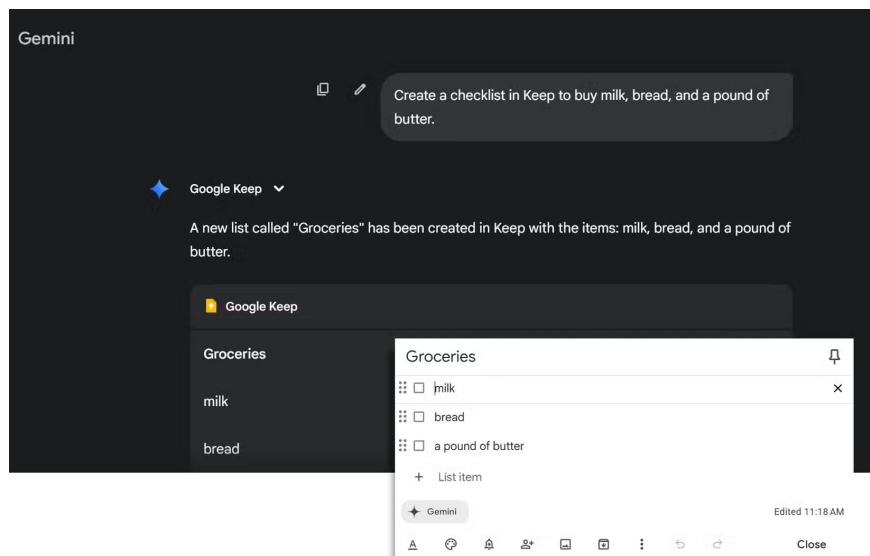 Gemini
Create a checklist in Keep to buy milk, bread, and a pound of
butter.
Google Keep
A new list called "Groceries" has been created in Keep with the items: milk, bread, and a pound of
butter.
Google Keep
Groceries
milk
bread
Groceries
milk
bread
a pound of butter
List item
Gemini
Edited 11:18 AM
Close